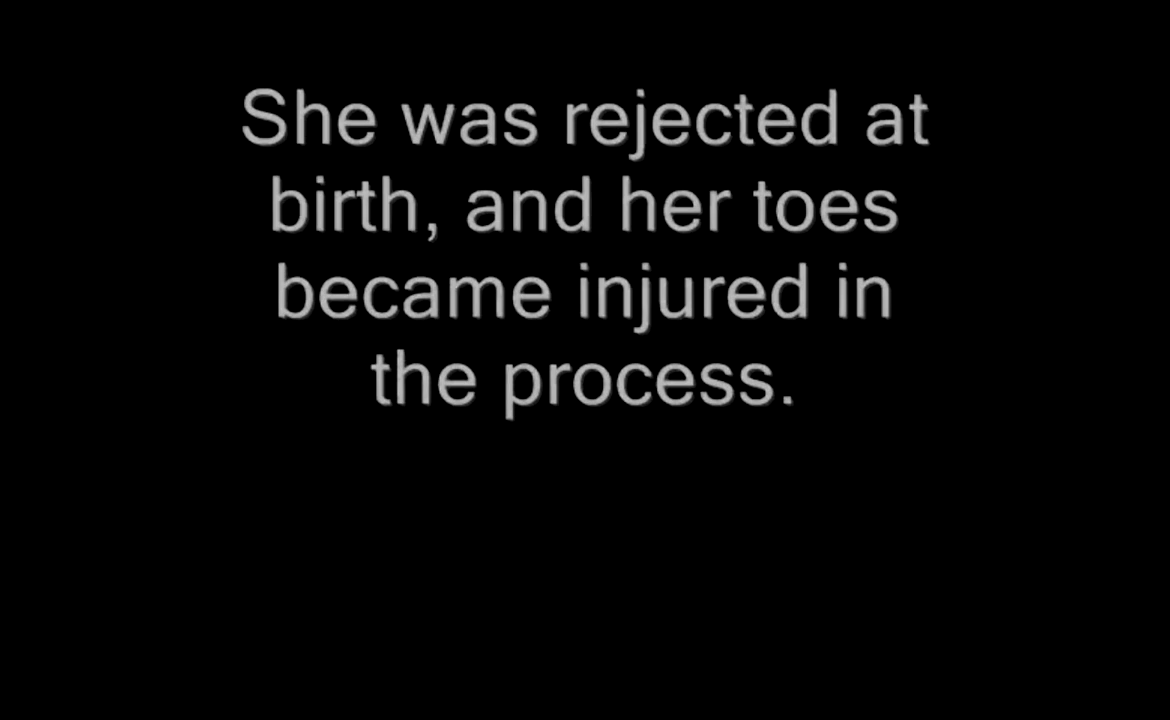 She was rejected at
birth, and her toes
became injured in
the process.